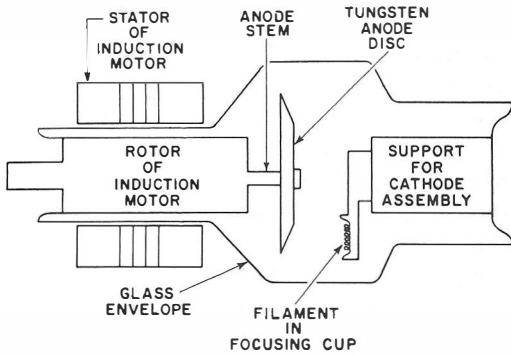 STATOR
OF
INDUCTION
MOTOR
ANODE
STEM
TUNGSTEN
ANODE
DISC
ROTOR
OF
INDUCTION
MOTOR
SUPPORT
FOR
CATHODE
ASSEMBLY
GLASS
ENVELOPE
FILAMENT
IN
FOCUSING CUP